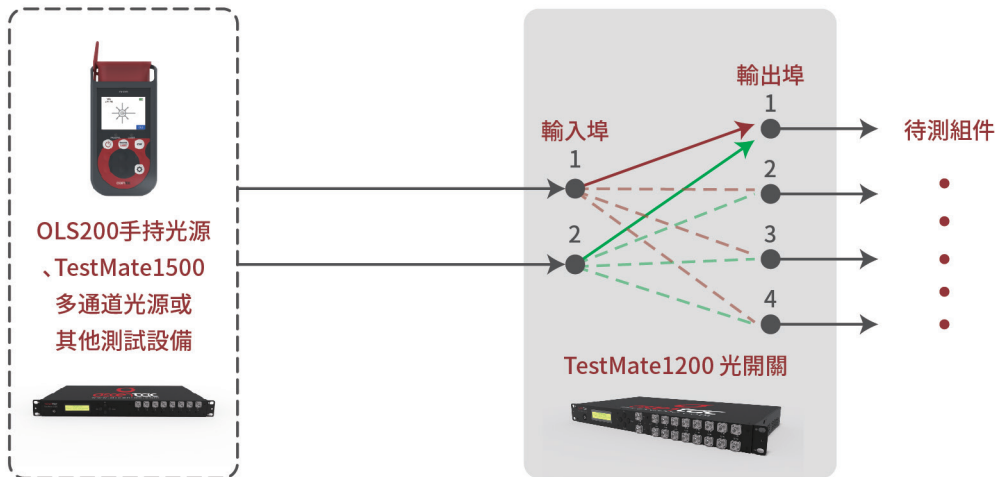 OLS200手持光源
、TestMate1500
多通道光源或
其他測試設備
輸入埠
1
2
輸出埠
1
2
3
4
TestMate1200 光開關
待測組件